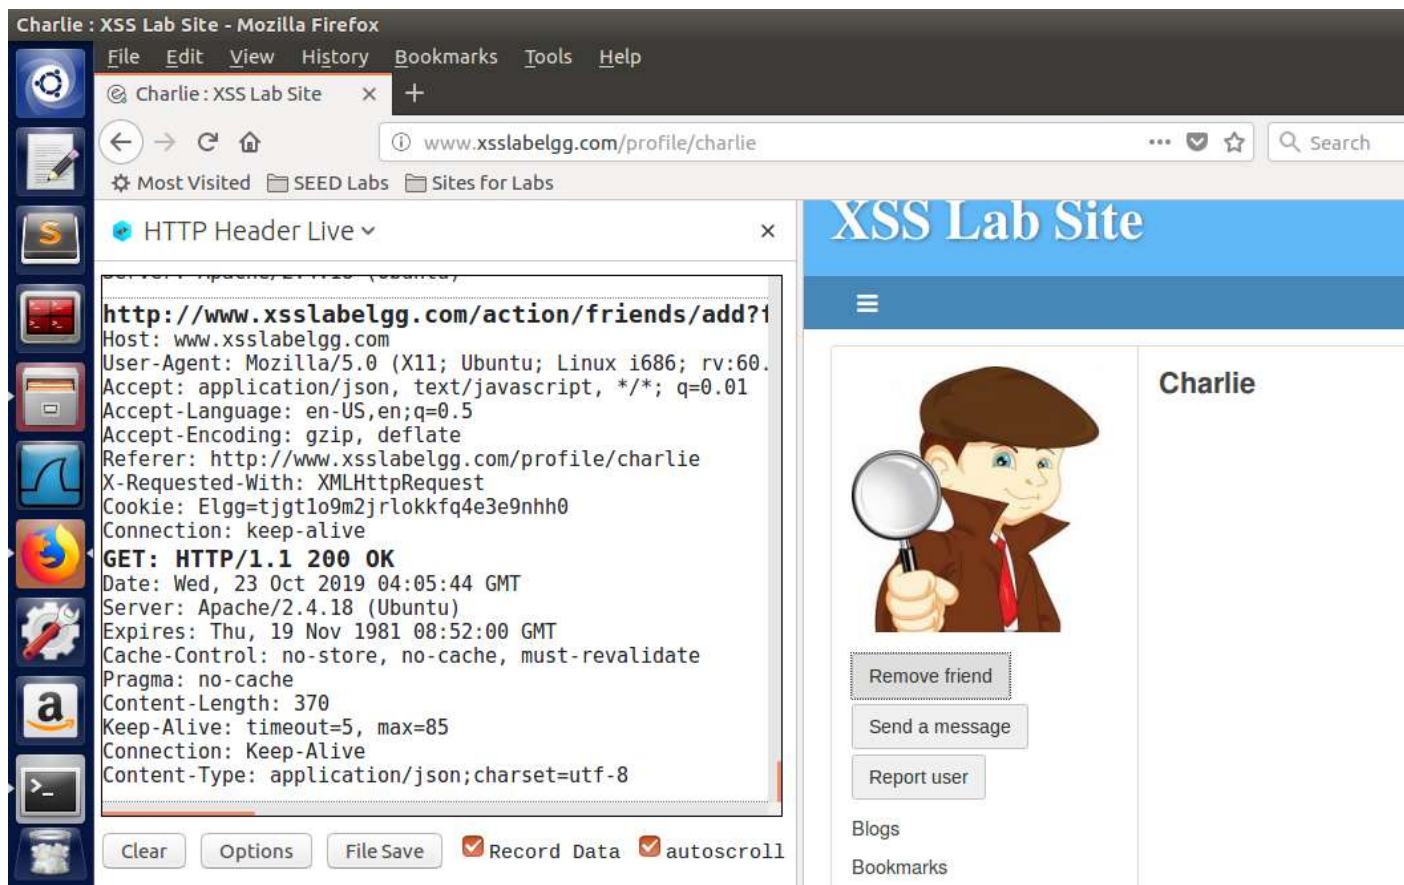 Charlie : XSS Lab Site - Mozilla Firefox
File Edit View History Bookmarks Tools Help
Charlie : XSS Lab Site × +
www.xsslabelgg.com/profile/charlie ••• Search
Most Visited SEED Labs Sites for Labs
HTTP Header Live ×
Server: Apache/2.4.18 (Ubuntu)
http://www.xsslabelgg.com/action/friends/add?f
Host: www.xsslabelgg.com
User-Agent: Mozilla/5.0 (X11; Ubuntu; Linux i686; rv:60.
Accept: application/json, text/javascript, */*; q=0.01
Accept-Language: en-US,en;q=0.5
Accept-Encoding: gzip, deflate
Referer: http://www.xsslabelgg.com/profile/charlie
X-Requested-With: XMLHttpRequest
Cookie: Elgg=tjgt1o9m2jrlokkfq4e3e9nhh0
Connection: keep-alive
GET: HTTP/1.1 200 OK
Date: Wed, 23 Oct 2019 04:05:44 GMT
Server: Apache/2.4.18 (Ubuntu)
Expires: Thu, 19 Nov 1981 08:52:00 GMT
Cache-Control: no-store, no-cache, must-revalidate
Pragma: no-cache
Content-Length: 370
Keep-Alive: timeout=5, max=85
Connection: Keep-Alive
Content-Type: application/json;charset=utf-8
Clear Options File Save Record Data autoscroll
XSS Lab Site
Charlie
Remove friend
Send a message
Report user
Blogs
Bookmarks